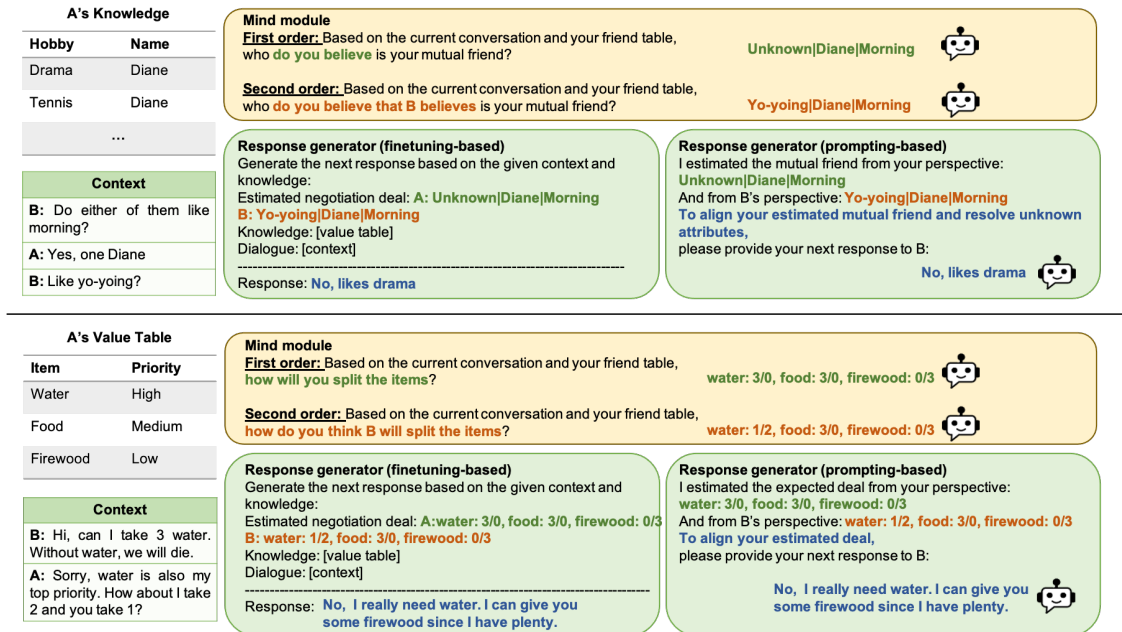 A's Knowledge
Hobby Name
Drama Diane
Tennis Diane
...
Context
B: Do either of them like
morning?
A: Yes, one Diane
B: Like yo-yoing?
Mind module
First order: Based on the current conversation and your friend table,
who do you believe is your mutual friend?
Unknown|Diane|Morning
Second order: Based on the current conversation and your friend table,
who do you believe that B believes is your mutual friend?
Yo-yoing|Diane|Morning
Response generator (finetuning-based)
Generate the next response based on the given context and
knowledge:
Estimated negotiation deal: A: Unknown|Diane|Morning
B: Yo-yoing|Diane|Morning
Knowledge: [value table]
Dialogue: [context]
Response: No, likes drama
Response generator (prompting-based)
I estimated the mutual friend from your perspective:
Unknown|Diane|Morning
And from B's perspective: Yo-yoing|Diane|Morning
To align your estimated mutual friend and resolve unknown
attributes,
please provide your next response to B:
No, likes drama
A's Value Table
Item Priority
Water High
Food Medium
Firewood Low
Context
B: Hi, can I take 3 water.
Without water, we will die.
A: Sorry, water is also my
top priority. How about I take
2 and you take 1?
Mind module
First order: Based on the current conversation and your friend table,
how will you split the items?
water: 3/0, food: 3/0, firewood: 0/3
Second order: Based on the current conversation and your friend table,
how do you think B will split the items?
water: 1/2, food: 3/0, firewood: 0/3
Response generator (finetuning-based)
Generate the next response based on the given context and
knowledge:
Estimated negotiation deal: A:water: 3/0, food: 3/0, firewood: 0/3
B: water: 1/2, food: 3/0, firewood: 0/3
Knowledge: [value table]
Dialogue: [context]
Response: No, I really need water. I can give you
some firewood since I have plenty.
Response generator (prompting-based)
I estimated the expected deal from your perspective:
water: 3/0, food: 3/0, firewood: 0/3
And from B's perspective: water: 1/2, food: 3/0, firewood: 0/3
To align your estimated deal,
please provide your next response to B:
No, I really need water. I can give you
some firewood since I have plenty.